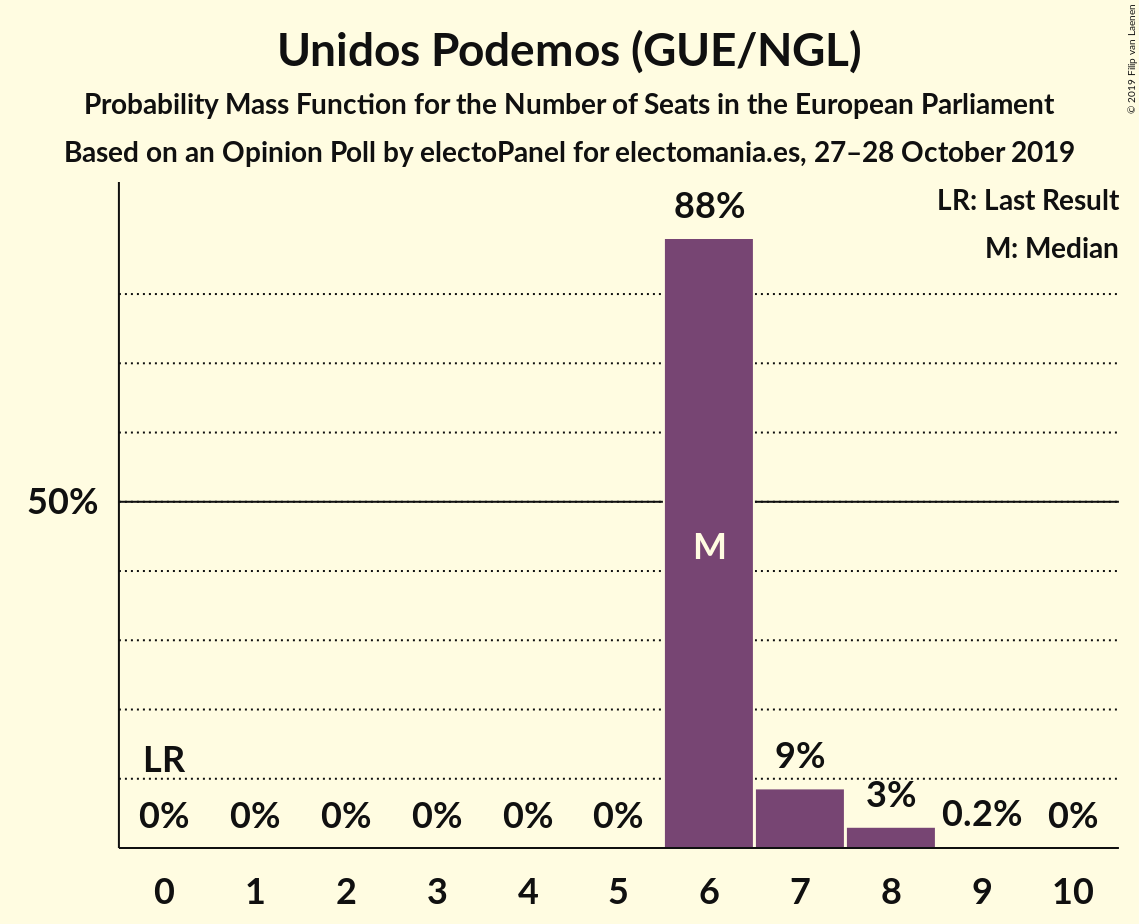 Unidos Podemos (GUE/NGL)
Probability Mass Function for the Number of Seats in the European Parliament
Based on an Opinion Poll by electoPanel for electomania.es, 27–28 October 2019
© 2019 Filip van Laenen
LR: Last Result
M: Median
88%
50%
M
LR
9%
3%
0% 0% 0% 0% 0% 0% 0.2% 0%
0 1 2 3 4 5 6 7 8 9 10